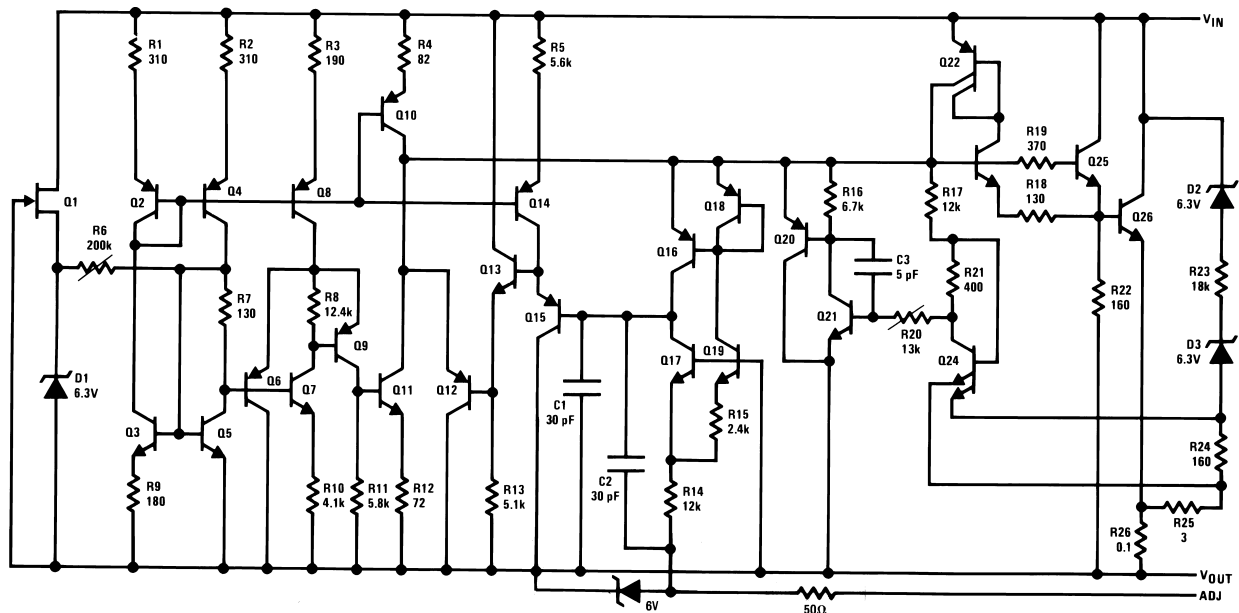 VIN
R1
310
R2
310
R3
190
R4
82
R5
5.6k
Q22
Q10
R19
370
Q25
R18
130
Q1
Q2
Q4
Q8
Q14
Q18
R16
6.7k
R17
12k
Q26
D2
6.3V
R6
200k
Q16
Q20
C3
5 pF
Q13
R21
400
R7
130
R8
12.4k
Q15
Q21
R20
13k
R22
160
R23
18k
Q9
Q17
Q19
Q24
D3
6.3V
D1
6.3V
Q6
Q7
Q11
Q12
C1
30 pF
R15
2.4k
Q3
Q5
R24
160
C2
30 pF
R9
180
R10
4.1k
R11
5.8k
R12
72
R13
5.1k
R14
12k
R26
0.1
R25
3
VOUT
6V
50Ω
ADJ